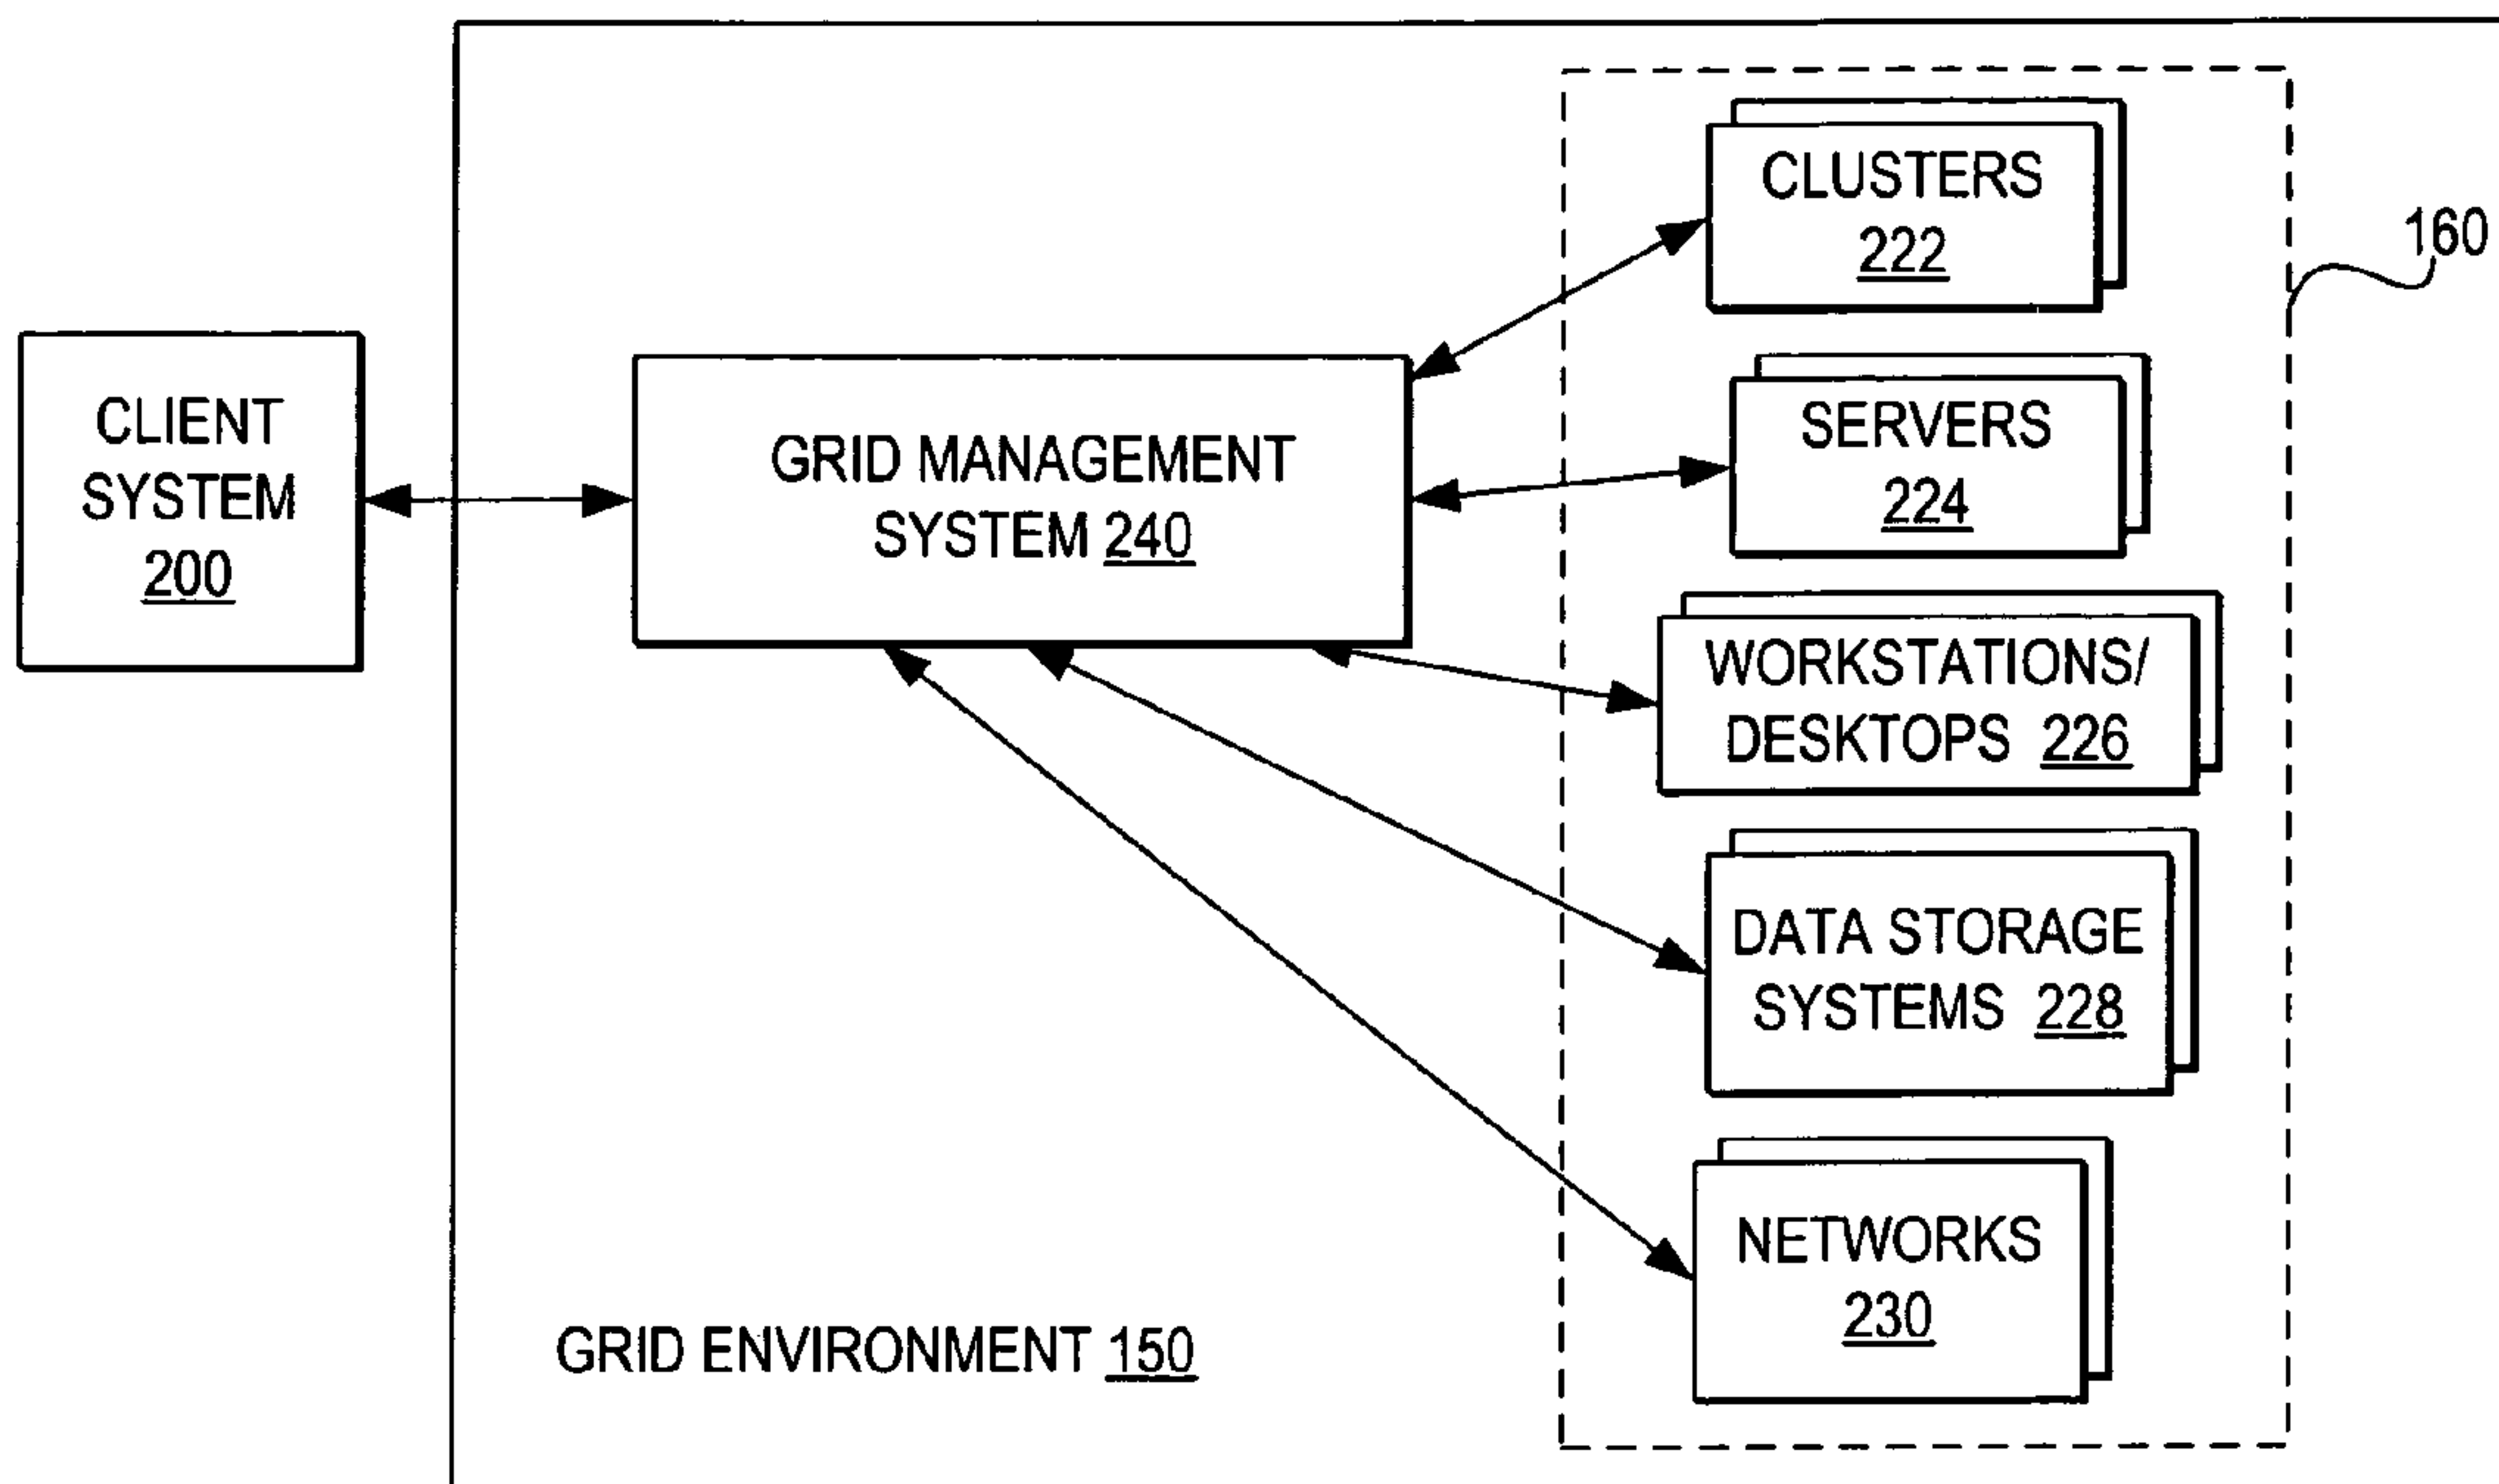 CLIENT
SYSTEM
200
GRID MANAGEMENT
SYSTEM 240
CLUSTERS
222
160
SERVERS
224
WORKSTATIONS/
DESKTOPS 226
DATA STORAGE
SYSTEMS 228
NETWORKS
230
GRID ENVIRONMENT 150